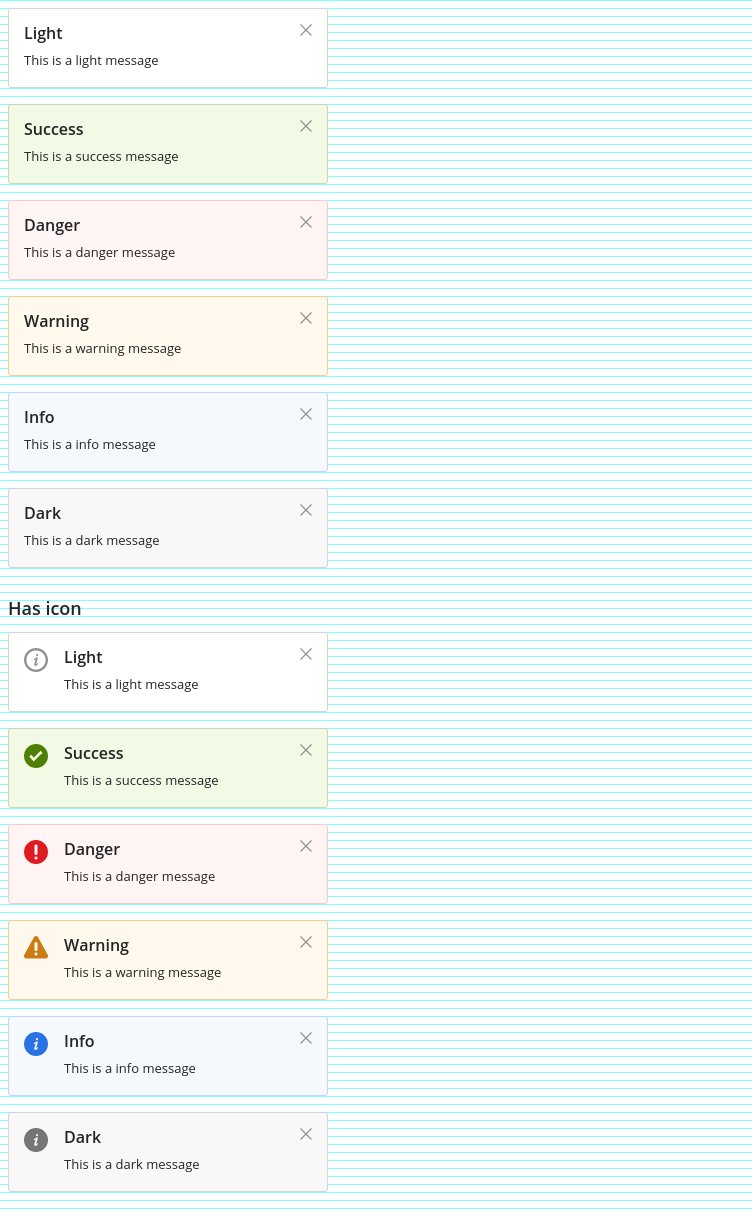 Light
This is a light message
Success
This is a success message
Danger
This is a danger message
Warning
This is a warning message
Info
This is a info message
Dark
This is a dark message
Has icon
Light
This is a light message
Success
This is a success message
Danger
This is a danger message
Warning
This is a warning message
Info
This is a info message
Dark
This is a dark message